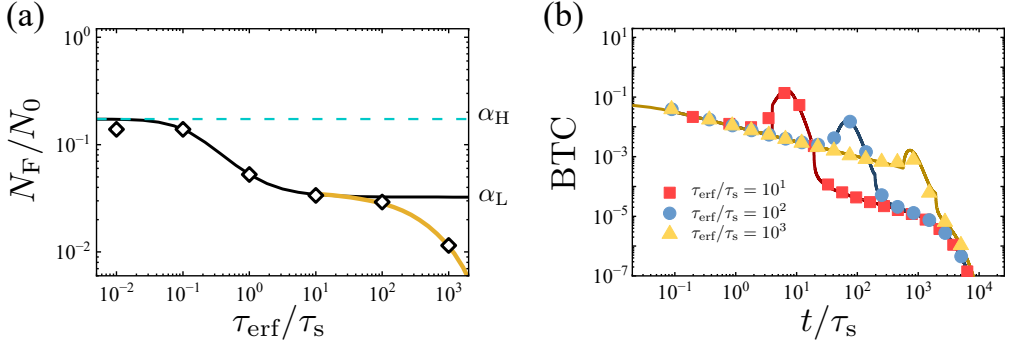 (a)
N_F/N_0
10^0
10^{-1}
10^{-2}
α_H
α_L
10^{-2} 10^{-1} 10^0 10^1 10^2 10^3
τ_erf/τ_s
(b)
BTC
10^1
10^{-1}
10^{-3}
10^{-5}
10^{-7}
τ_erf/τ_s = 10^1
τ_erf/τ_s = 10^2
τ_erf/τ_s = 10^3
10^{-1} 10^0 10^1 10^2 10^3 10^4
t/τ_s